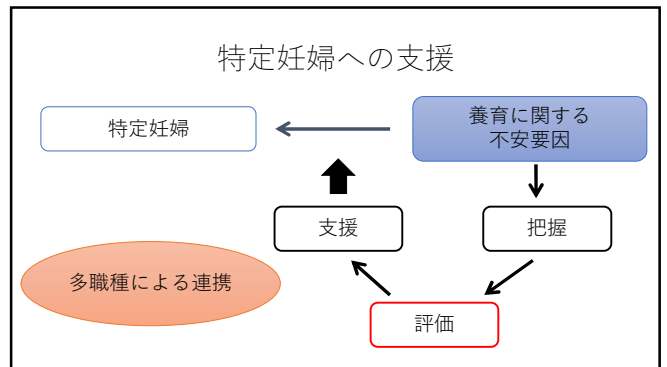 特定妊婦への支援
特定妊婦
養育に関する
不安要因
支援
把握
多職種による連携
評価